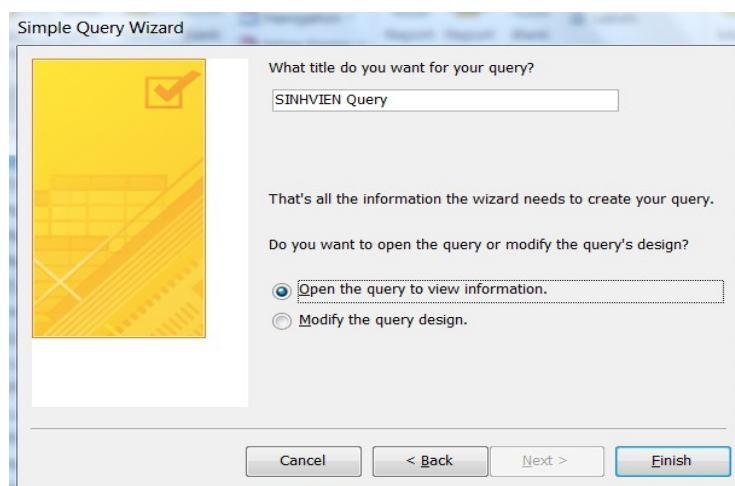 Simple Query Wizard
What title do you want for your query?
SINHVIEN Query
That's all the information the wizard needs to create your query.
Do you want to open the query or modify the query's design?
Open the query to view information.
Modify the query design.
Cancel
< Back
Next >
Finish